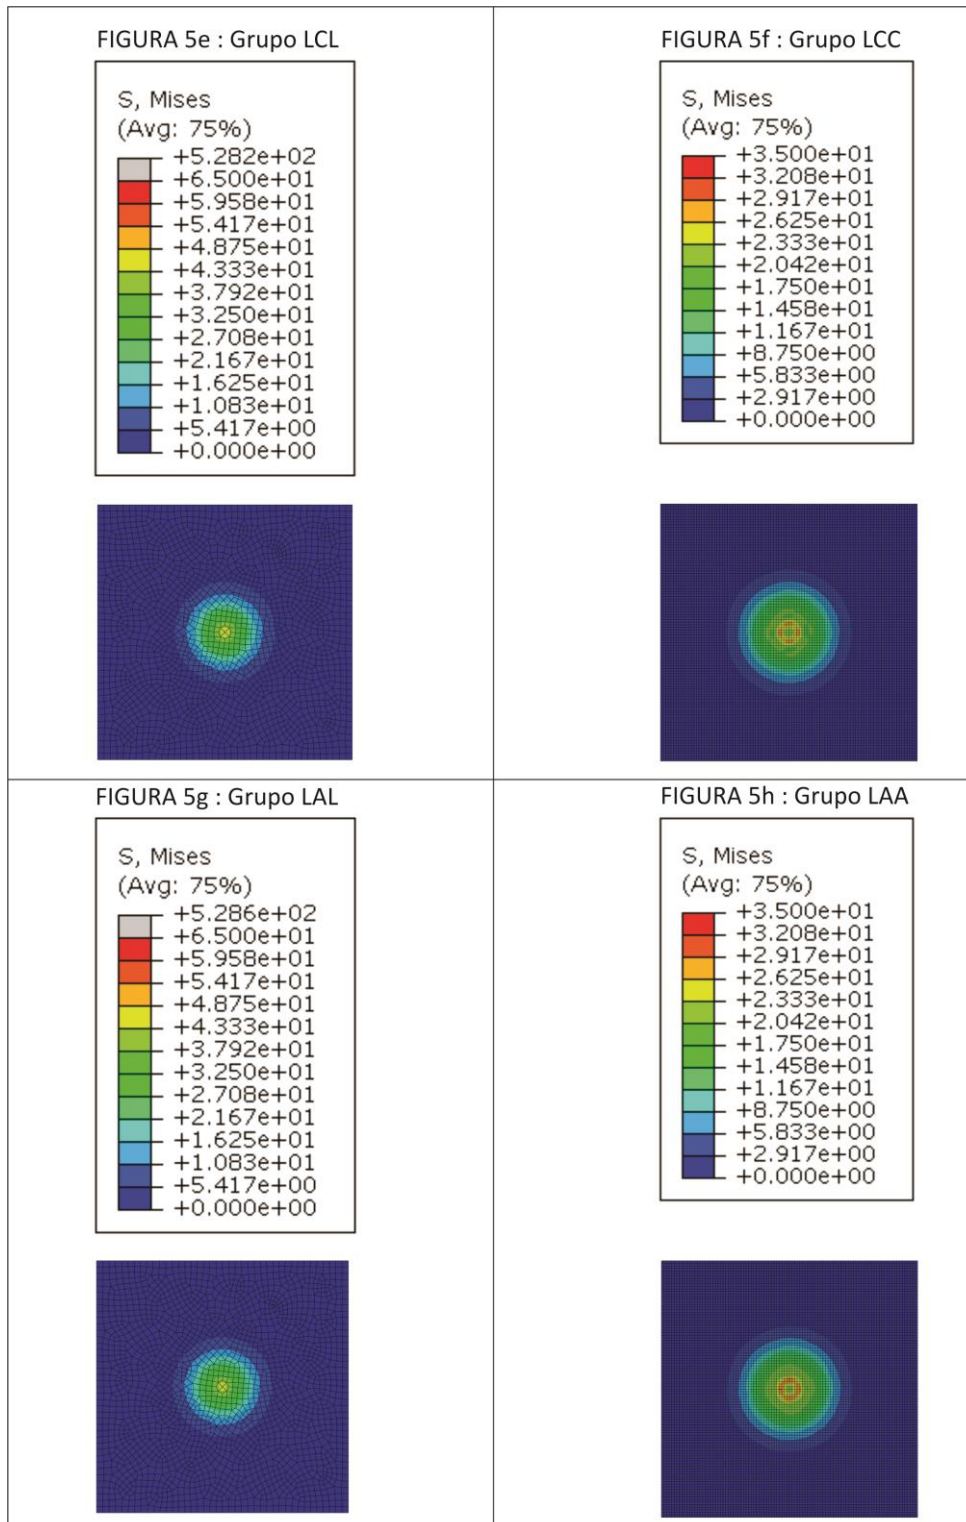 FIGURA 5e : Grupo LCL
S, Mises
(Avg: 75%)
+5.282e+02
+6.500e+01
+5.958e+01
+5.417e+01
+4.875e+01
+4.333e+01
+3.792e+01
+3.250e+01
+2.708e+01
+2.167e+01
+1.625e+01
+1.083e+01
+5.417e+00
+0.000e+00
FIGURA 5f : Grupo LCC
S, Mises
(Avg: 75%)
+3.500e+01
+3.208e+01
+2.917e+01
+2.625e+01
+2.333e+01
+2.042e+01
+1.750e+01
+1.458e+01
+1.167e+01
+8.750e+00
+5.833e+00
+2.917e+00
+0.000e+00
FIGURA 5g : Grupo LAL
S, Mises
(Avg: 75%)
+5.286e+02
+6.500e+01
+5.958e+01
+5.417e+01
+4.875e+01
+4.333e+01
+3.792e+01
+3.250e+01
+2.708e+01
+2.167e+01
+1.625e+01
+1.083e+01
+5.417e+00
+0.000e+00
FIGURA 5h : Grupo LAA
S, Mises
(Avg: 75%)
+3.500e+01
+3.208e+01
+2.917e+01
+2.625e+01
+2.333e+01
+2.042e+01
+1.750e+01
+1.458e+01
+1.167e+01
+8.750e+00
+5.833e+00
+2.917e+00
+0.000e+00